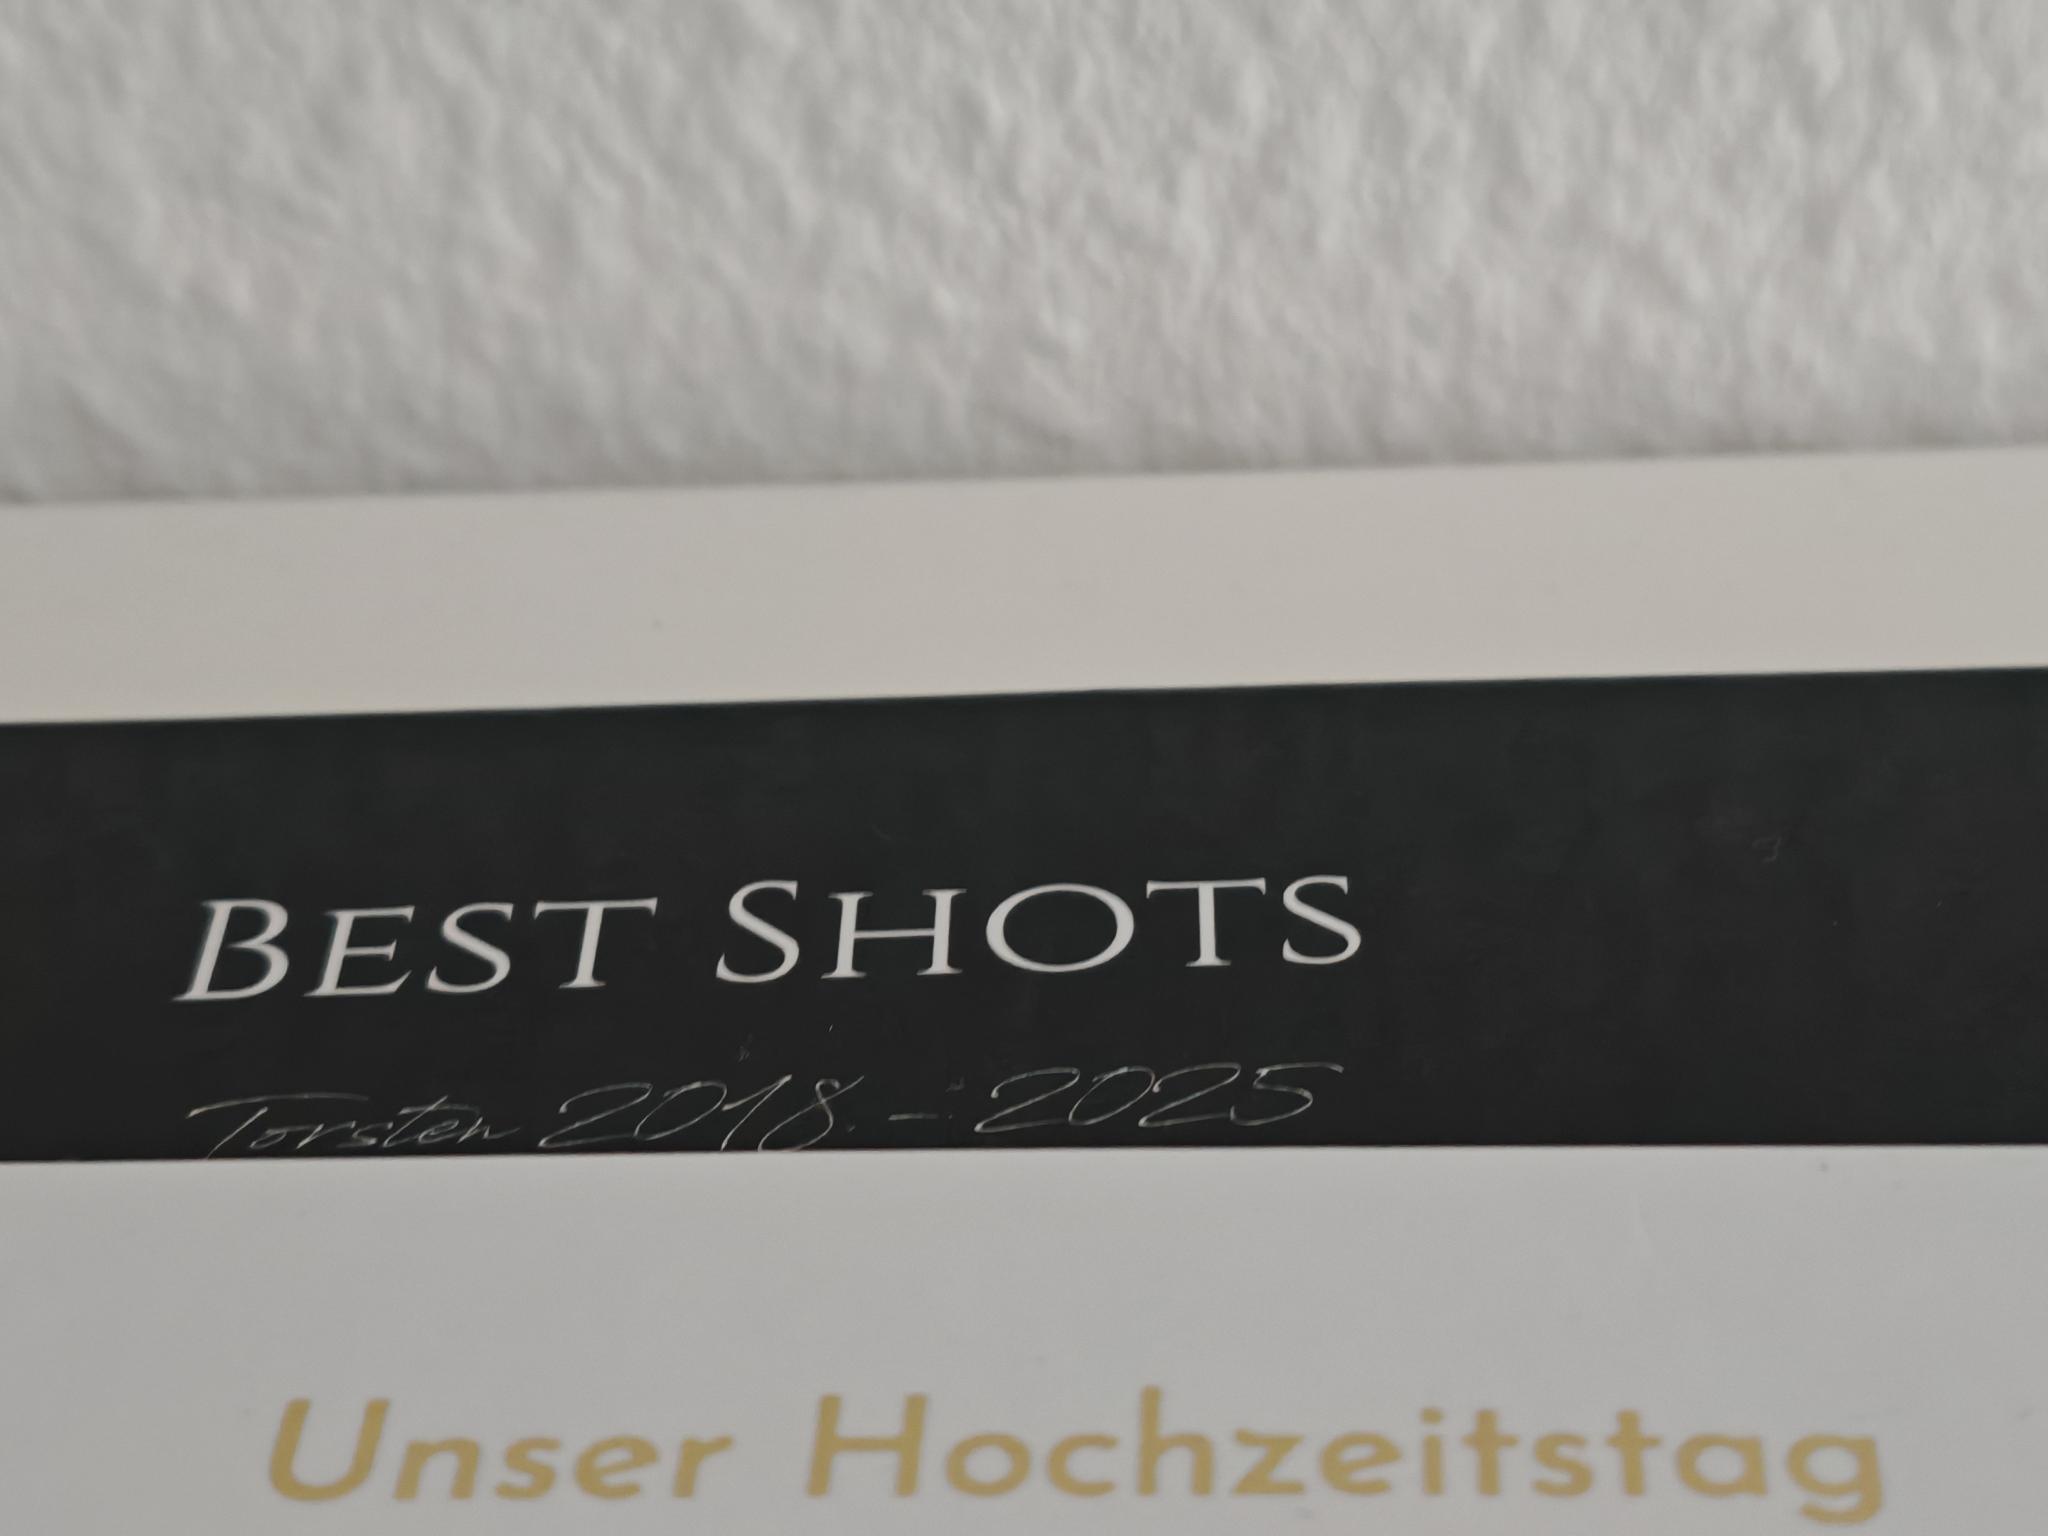 BEST SHOTS
Torsten 2018.-2025
Unser Hochzeitstag